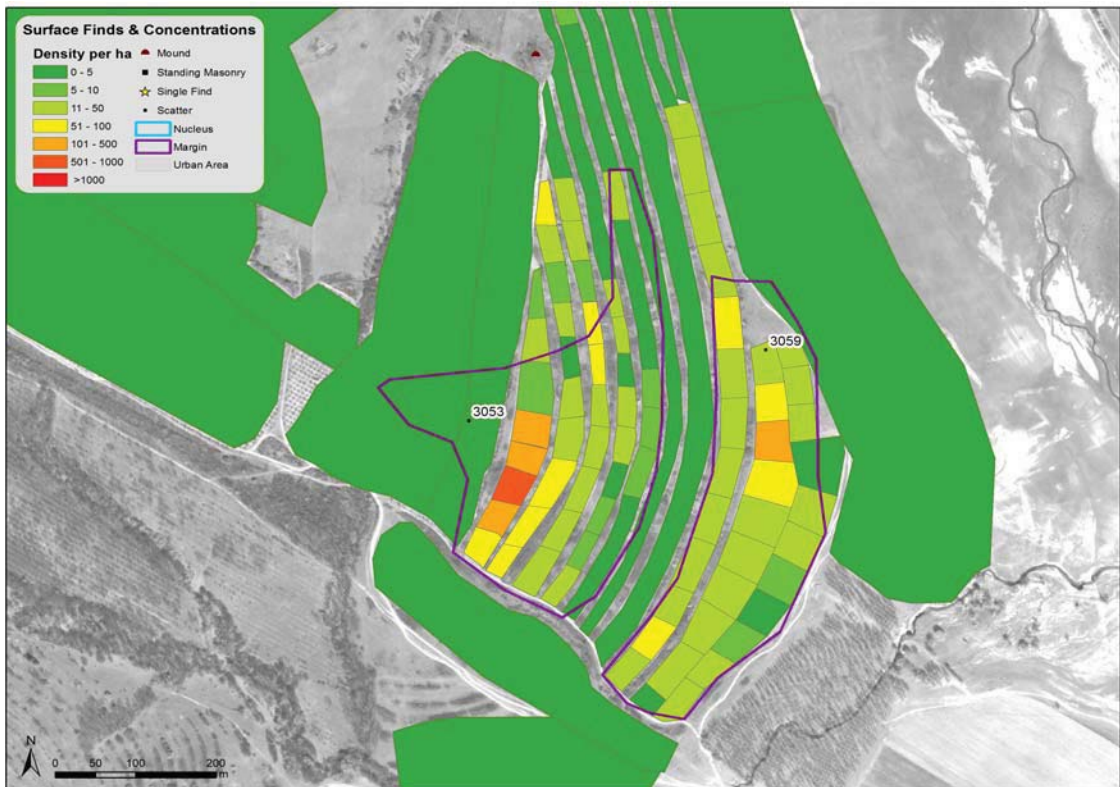 Surface Finds & Concentrations
Density per ha
0 - 5
5 - 10
11 - 50
51 - 100
101 - 500
501 - 1000
>1000
Mound
Standing Masonry
Single Find
Scatter
Nucleus
Margin
Urban Area
3059
3053
N
0 50 100 200
m